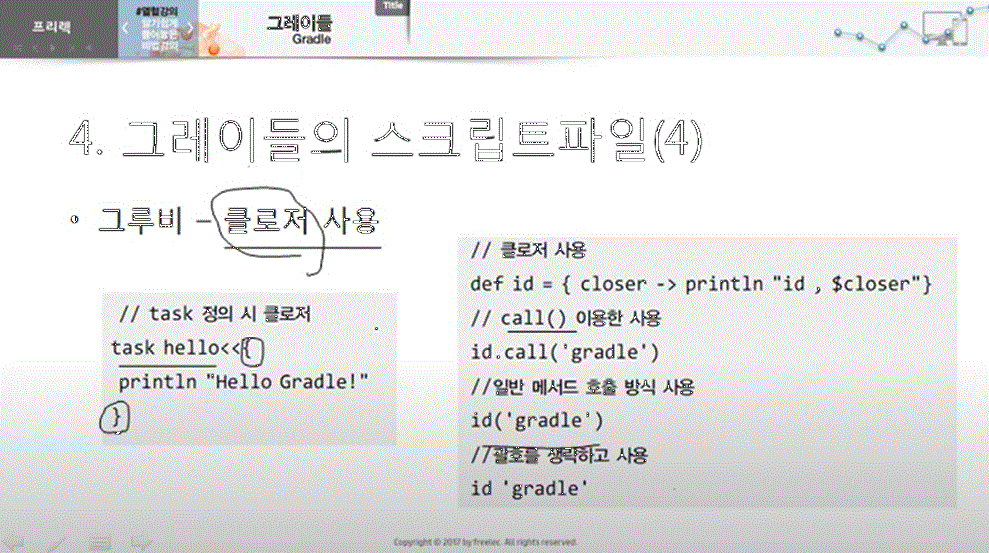 프리렉
#열혈강의
그레이들
Gradle
Title
4. 그레이들의 스크립트파일(4)
• 그루비 – 클로저 사용
// task 정의 시 클로저
task hello<<{
println "Hello Gradle!"
}
// 클로저 사용
def id = { closer -> println "id , $closer"}
// call() 이용한 사용
id.call('gradle')
//일반 메서드 호출 방식 사용
id('gradle')
//괄호를 생략하고 사용
id 'gradle'
Copyright © 2017 by freelec. All rights reserved.